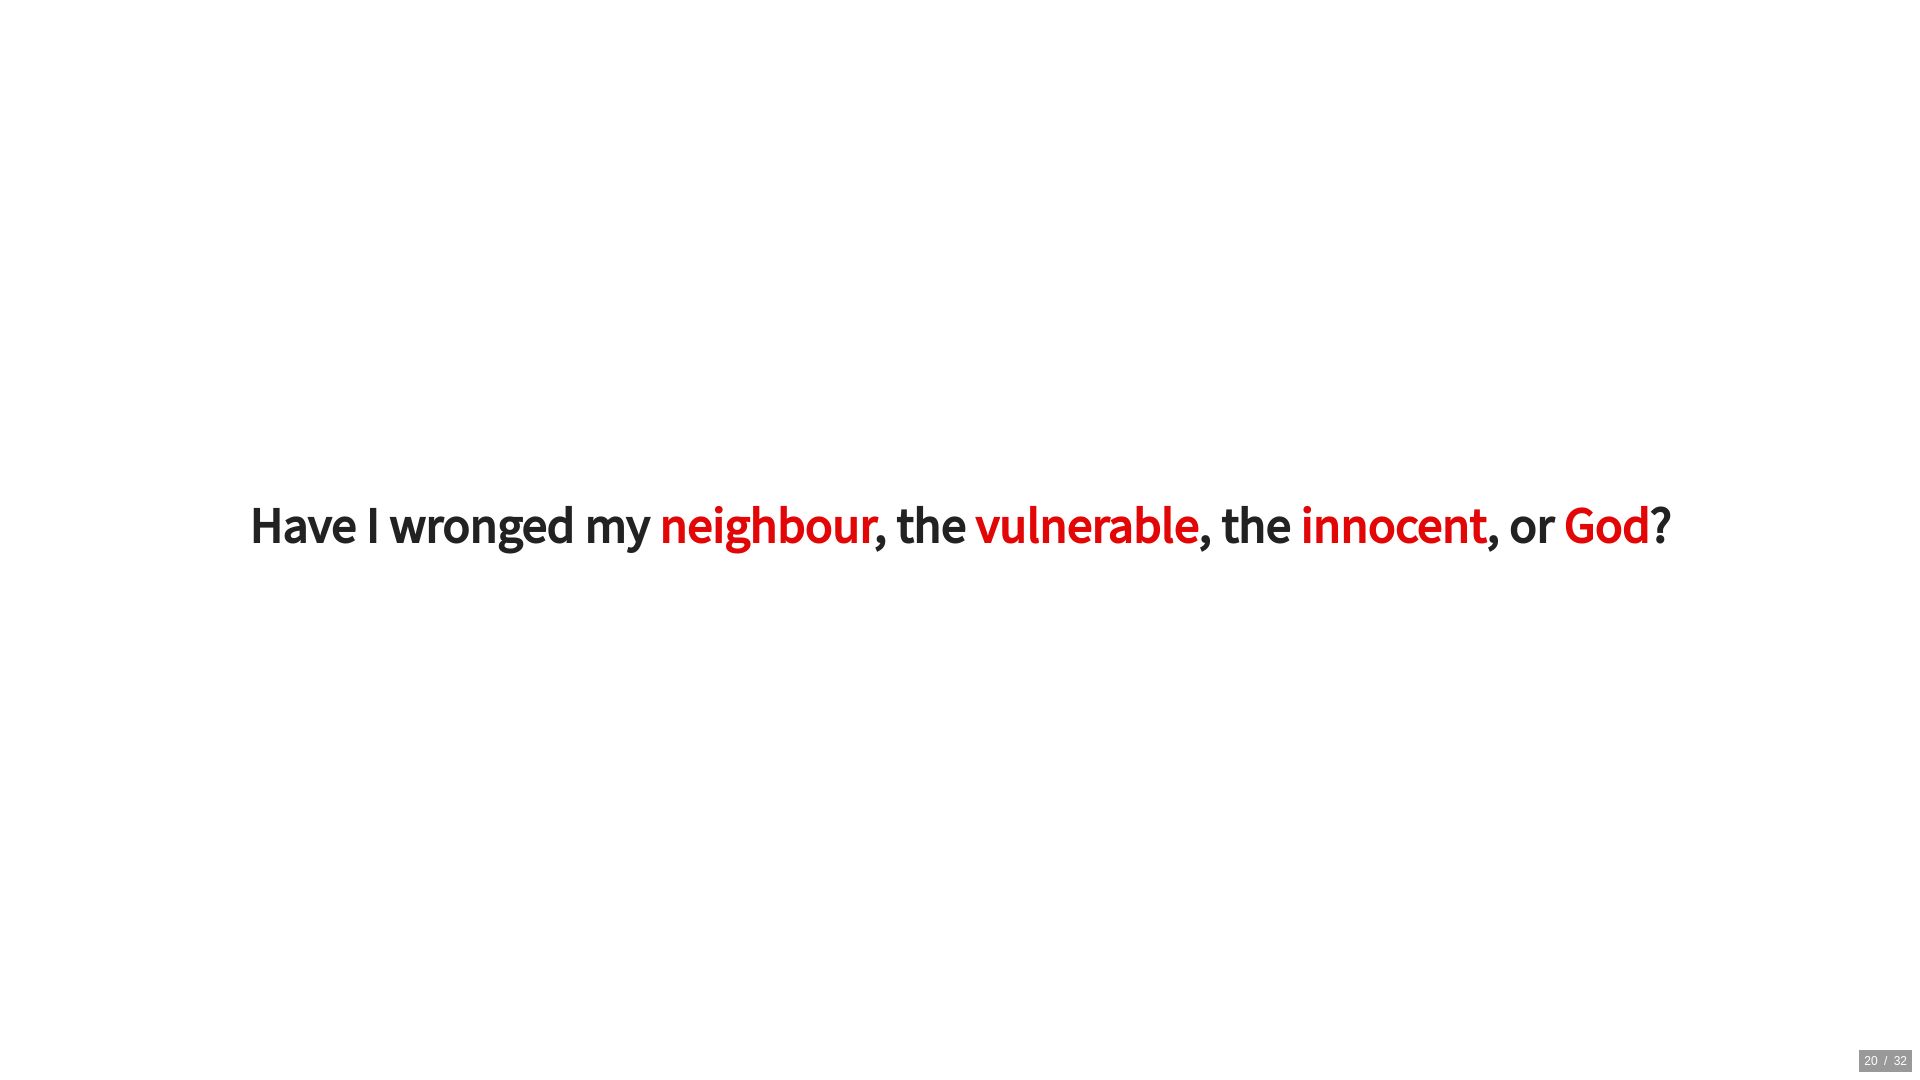 Have I wronged my neighbour, the vulnerable, the innocent, or God?
20 / 32